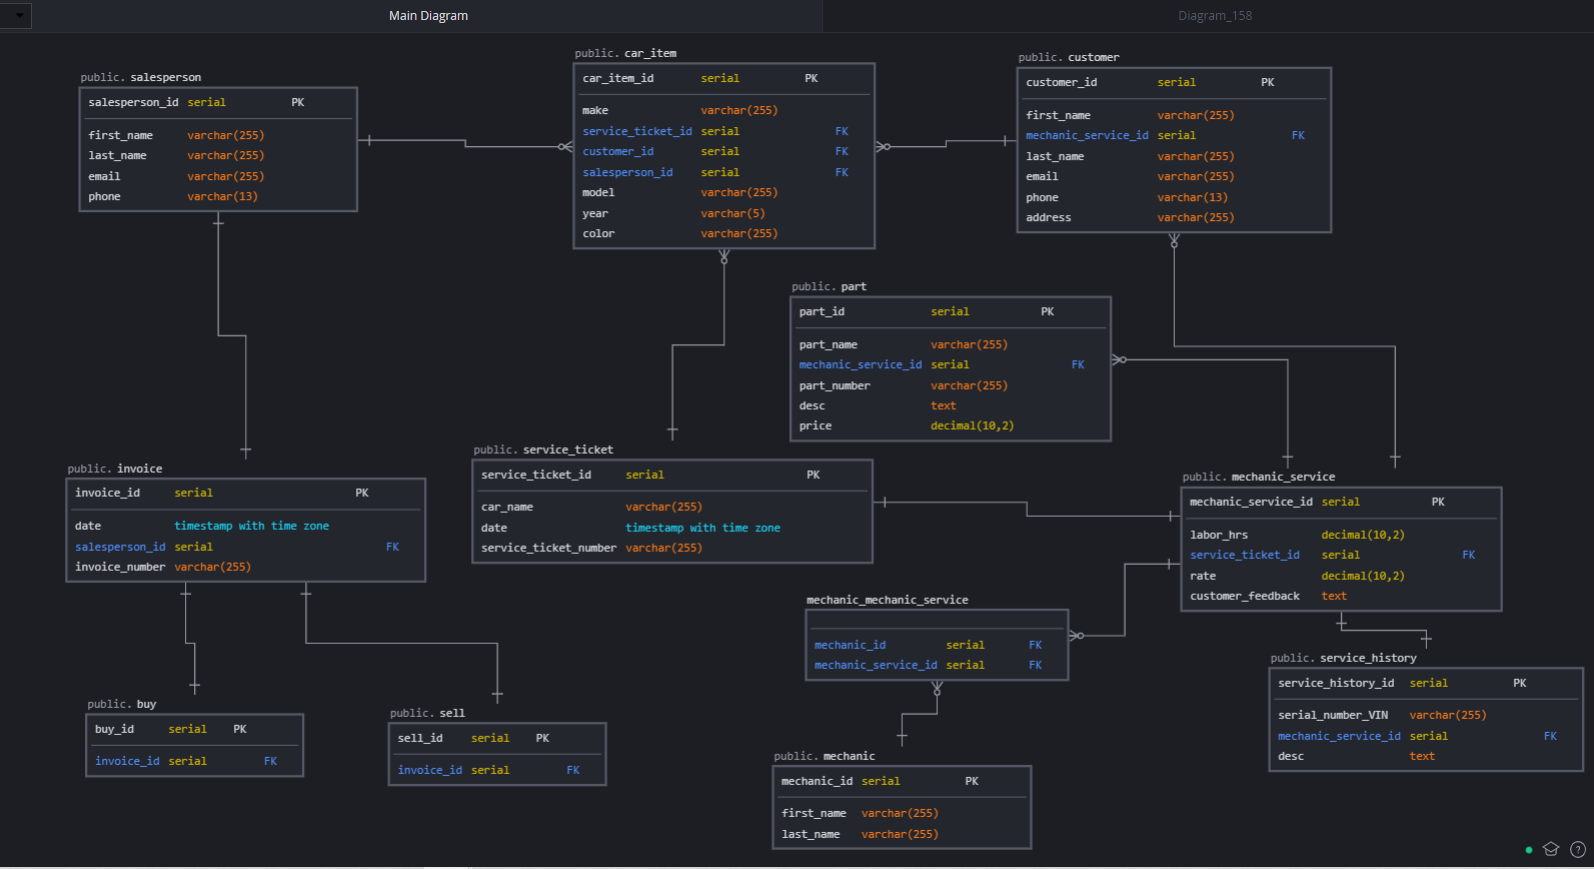 Main Diagram
Diagram_158
public. salesperson
salesperson_id serial PK
first_name varchar(255)
last_name varchar(255)
email varchar(255)
phone varchar(13)
public. car_item
car_item_id serial PK
make varchar(255)
service_ticket_id serial FK
customer_id serial FK
salesperson_id serial FK
model varchar(255)
year varchar(5)
color varchar(255)
public. customer
customer_id serial PK
first_name varchar(255)
mechanic_service_id serial FK
last_name varchar(255)
email varchar(255)
phone varchar(13)
address varchar(255)
public. part
part_id serial PK
part_name varchar(255)
mechanic_service_id serial FK
part_number varchar(255)
desc text
price decimal(10,2)
public. invoice
invoice_id serial PK
date timestamp with time zone
salesperson_id serial FK
invoice_number varchar(255)
public. service_ticket
service_ticket_id serial PK
car_name varchar(255)
date timestamp with time zone
service_ticket_number varchar(255)
public. mechanic_service
mechanic_service_id serial PK
labor_hrs decimal(10,2)
service_ticket_id serial FK
rate decimal(10,2)
customer_feedback text
mechanic_mechanic_service
mechanic_id serial FK
mechanic_service_id serial FK
public. service_history
service_history_id serial PK
serial_number_VIN varchar(255)
mechanic_service_id serial FK
desc text
public. buy
buy_id serial PK
invoice_id serial FK
public. sell
sell_id serial PK
invoice_id serial FK
public. mechanic
mechanic_id serial PK
first_name varchar(255)
last_name varchar(255)
?